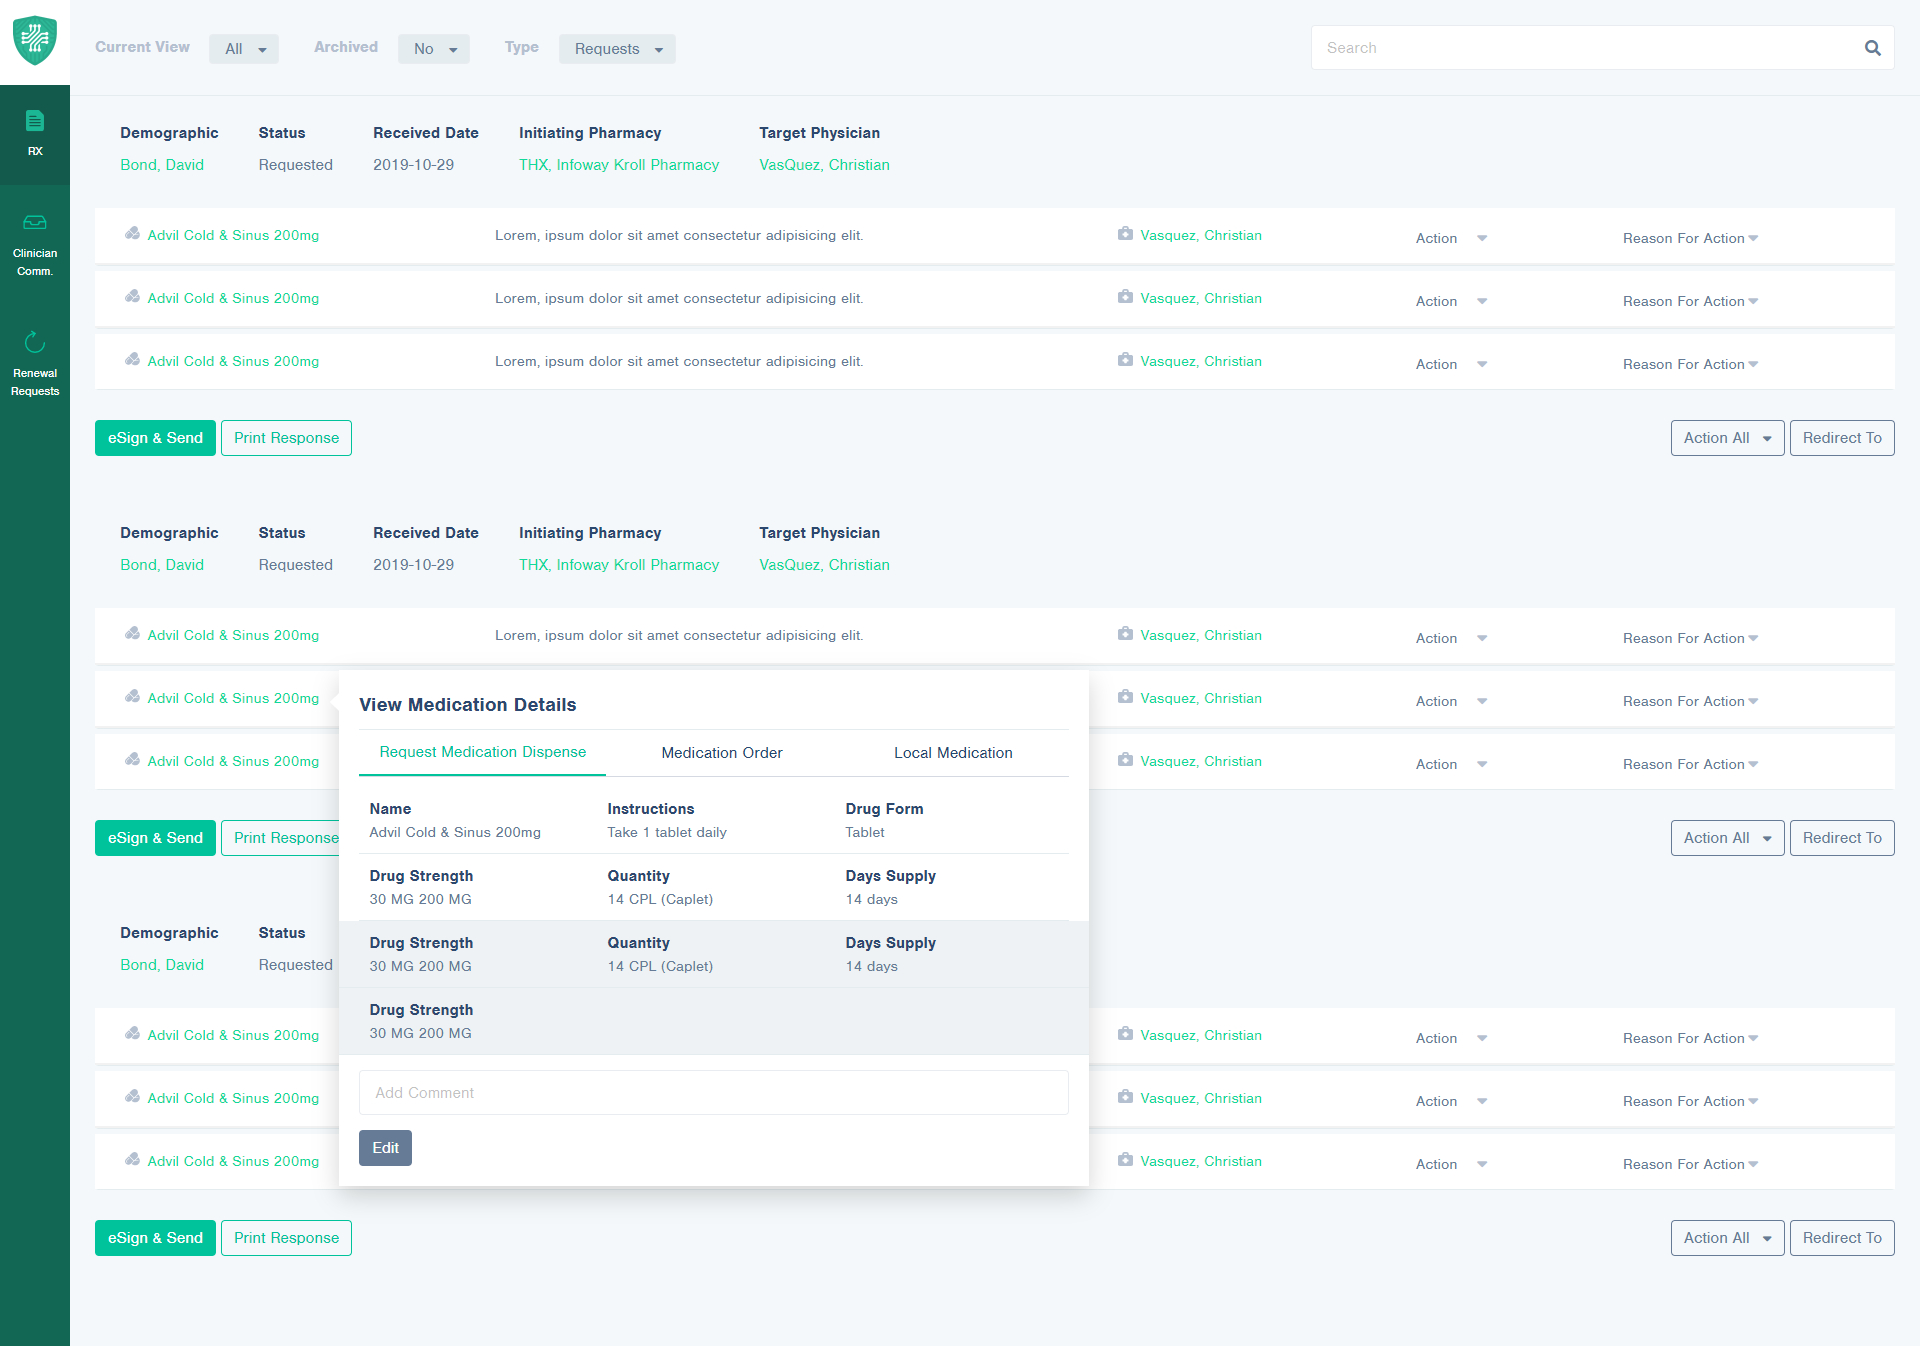 Current View All Archived No Type Requests Search
RX
Clinician
Comm.
Renewal
Requests
Demographic Status Received Date Initiating Pharmacy Target Physician
Bond, David Requested 2019-10-29 THX, Infoway Kroll Pharmacy VasQuez, Christian
Advil Cold & Sinus 200mg Lorem, ipsum dolor sit amet consectetur adipisicing elit. Vasquez, Christian Action Reason For Action
Advil Cold & Sinus 200mg Lorem, ipsum dolor sit amet consectetur adipisicing elit. Vasquez, Christian Action Reason For Action
Advil Cold & Sinus 200mg Lorem, ipsum dolor sit amet consectetur adipisicing elit. Vasquez, Christian Action Reason For Action
eSign & Send Print Response Action All Redirect To
Demographic Status Received Date Initiating Pharmacy Target Physician
Bond, David Requested 2019-10-29 THX, Infoway Kroll Pharmacy VasQuez, Christian
Advil Cold & Sinus 200mg Lorem, ipsum dolor sit amet consectetur adipisicing elit. Vasquez, Christian Action Reason For Action
Advil Cold & Sinus 200mg Vasquez, Christian Action Reason For Action
Advil Cold & Sinus 200mg Vasquez, Christian Action Reason For Action
eSign & Send Print Response Action All Redirect To
View Medication Details
Request Medication Dispense Medication Order Local Medication
Name Instructions Drug Form
Advil Cold & Sinus 200mg Take 1 tablet daily Tablet
Drug Strength Quantity Days Supply
30 MG 200 MG 14 CPL (Caplet) 14 days
Drug Strength Quantity Days Supply
30 MG 200 MG 14 CPL (Caplet) 14 days
Drug Strength
30 MG 200 MG
Add Comment
Edit
Demographic Status
Bond, David Requested
Advil Cold & Sinus 200mg Vasquez, Christian Action Reason For Action
Advil Cold & Sinus 200mg Vasquez, Christian Action Reason For Action
Advil Cold & Sinus 200mg Vasquez, Christian Action Reason For Action
eSign & Send Print Response Action All Redirect To